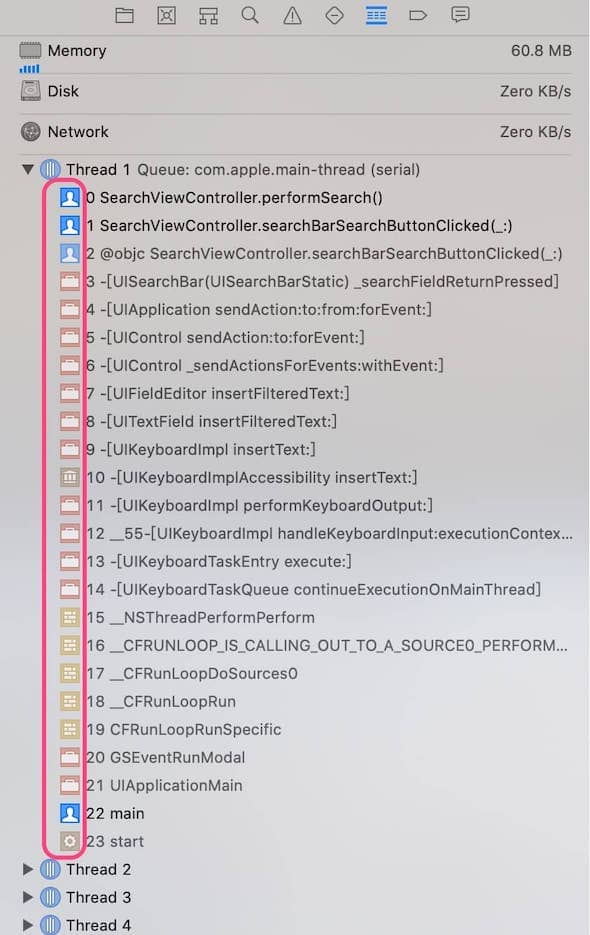 Memory 60.8 MB
Disk Zero KB/s
Network Zero KB/s
Thread 1 Queue: com.apple.main-thread (serial)
0 SearchViewController.performSearch()
1 SearchViewController.searchBarSearchButtonClicked(_:)
2 @objc SearchViewController.searchBarSearchButtonClicked(_:)
3 -[UISearchBar(UISearchBarStatic) _searchFieldReturnPressed]
4 -[UIApplication sendAction:to:from:forEvent:]
5 -[UIControl sendAction:to:forEvent:]
6 -[UIControl _sendActionsForEvents:withEvent:]
7 -[UIFieldEditor insertFilteredText:]
8 -[UITextField insertFilteredText:]
9 -[UIKeyboardImpl insertText:]
10 -[UIKeyboardImplAccessibility insertText:]
11 -[UIKeyboardImpl performKeyboardOutput:]
12 __55-[UIKeyboardImpl handleKeyboardInput:executionContex...
13 -[UIKeyboardTaskEntry execute:]
14 -[UIKeyboardTaskQueue continueExecutionOnMainThread]
15 __NSThreadPerformPerform
16 __CFRUNLOOP_IS_CALLING_OUT_TO_A_SOURCE0_PERFORM...
17 __CFRunLoopDoSources0
18 __CFRunLoopRun
19 CFRunLoopRunSpecific
20 GSEventRunModal
21 UIApplicationMain
22 main
23 start
Thread 2
Thread 3
Thread 4